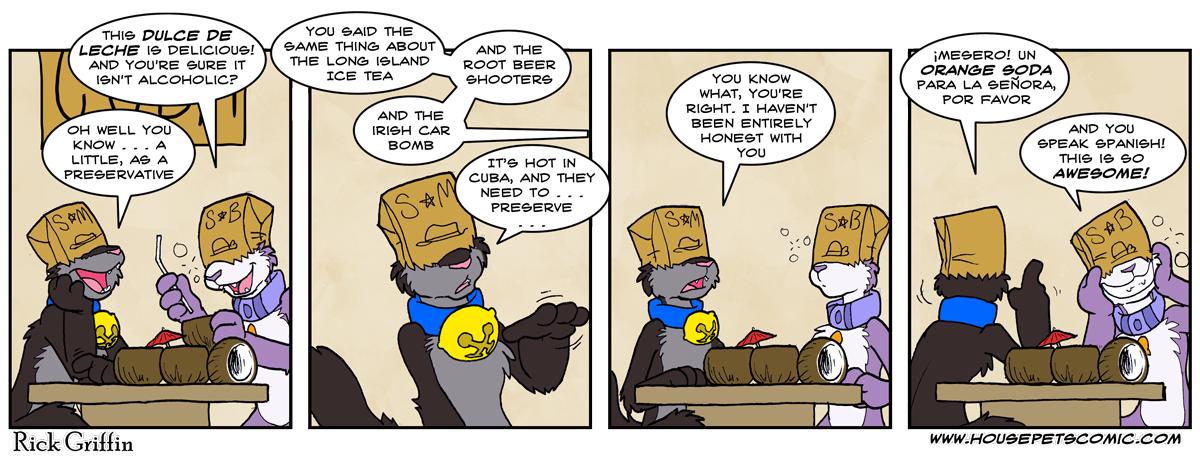 THIS DULCE DE
LECHE IS DELICIOUS!
AND YOU'RE SURE IT
ISN'T ALCOHOLIC?
OH WELL YOU
KNOW . . . A
LITTLE, AS A
PRESERVATIVE
S☆M
S☆B
YOU SAID THE
SAME THING ABOUT
THE LONG ISLAND
ICE TEA
AND THE
ROOT BEER
SHOOTERS
AND THE
IRISH CAR
BOMB
IT'S HOT IN
CUBA, AND THEY
NEED TO . . .
PRESERVE
. . . .
S☆M
YOU KNOW
WHAT, YOU'RE
RIGHT. I HAVEN'T
BEEN ENTIRELY
HONEST WITH
YOU
S☆M
S☆B
¡MESERO! UN
ORANGE SODA
PARA LA SEÑORA,
POR FAVOR
AND YOU
SPEAK SPANISH!
THIS IS SO
AWESOME!
S☆B
Rick Griffin
WWW.HOUSEPETSCOMIC.COM